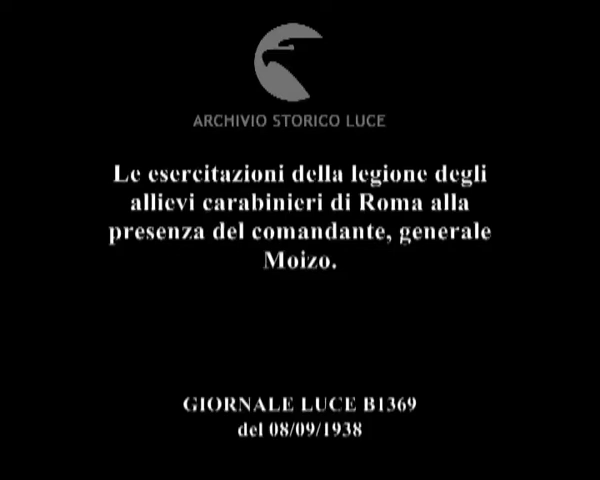 ARCHIVIO STORICO LUCE
Le esercitazioni della legione degli
allievi carabinieri di Roma alla
presenza del comandante, generale
Moizo.
GIORNALE LUCE B1369
del 08/09/1938